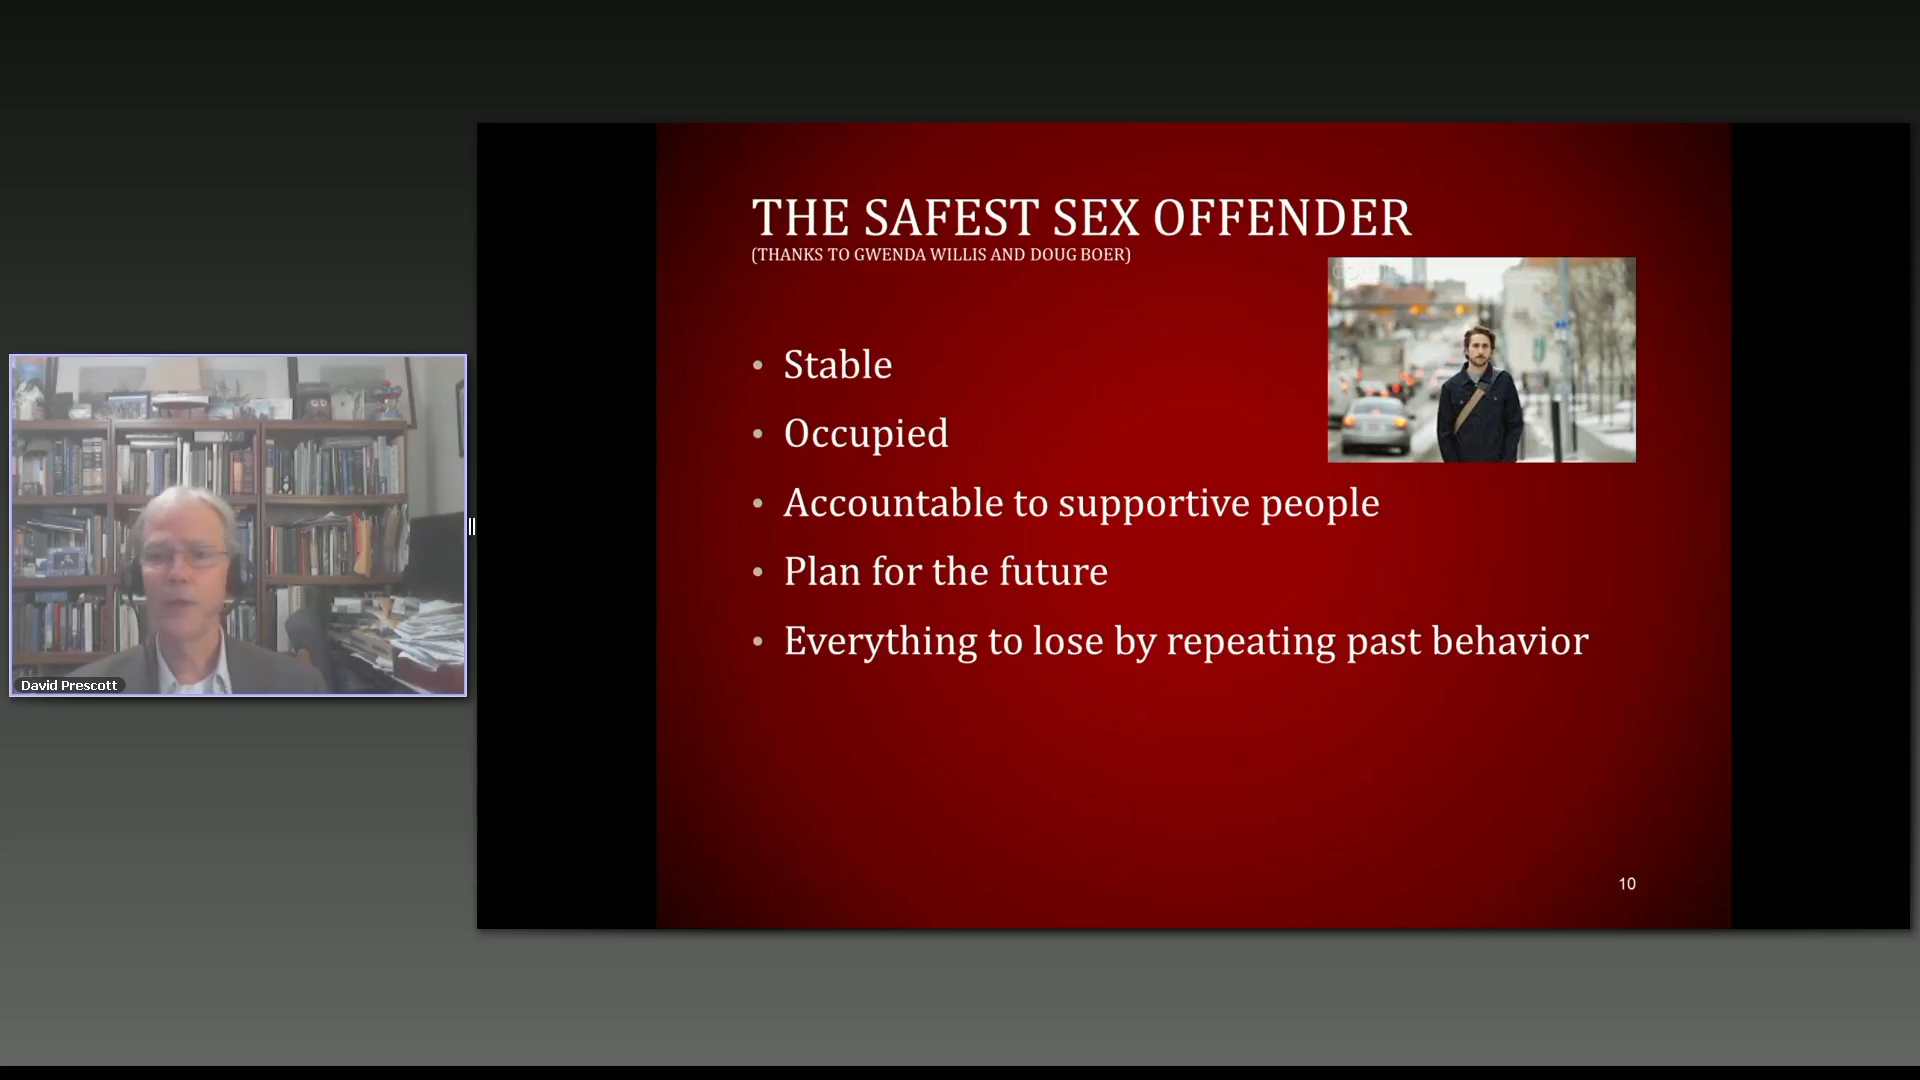 THE SAFEST SEX OFFENDER
(THANKS TO GWENDA WILLIS AND DOUG BOER)
• Stable
• Occupied
• Accountable to supportive people
• Plan for the future
• Everything to lose by repeating past behavior
10
David Prescott